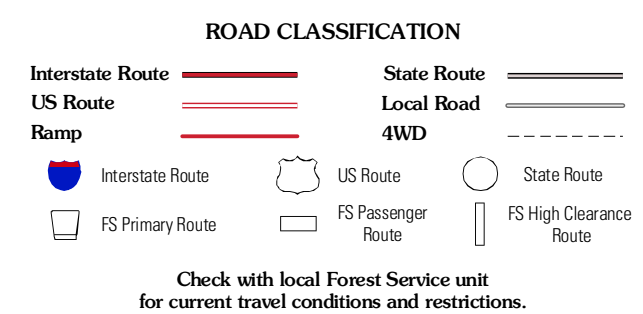 ROAD CLASSIFICATION
Interstate Route
State Route
US Route
Local Road
Ramp
4WD
Interstate Route
US Route
State Route
FS Primary Route
FS Passenger
Route
FS High Clearance
Route
Check with local Forest Service unit
for current travel conditions and restrictions.